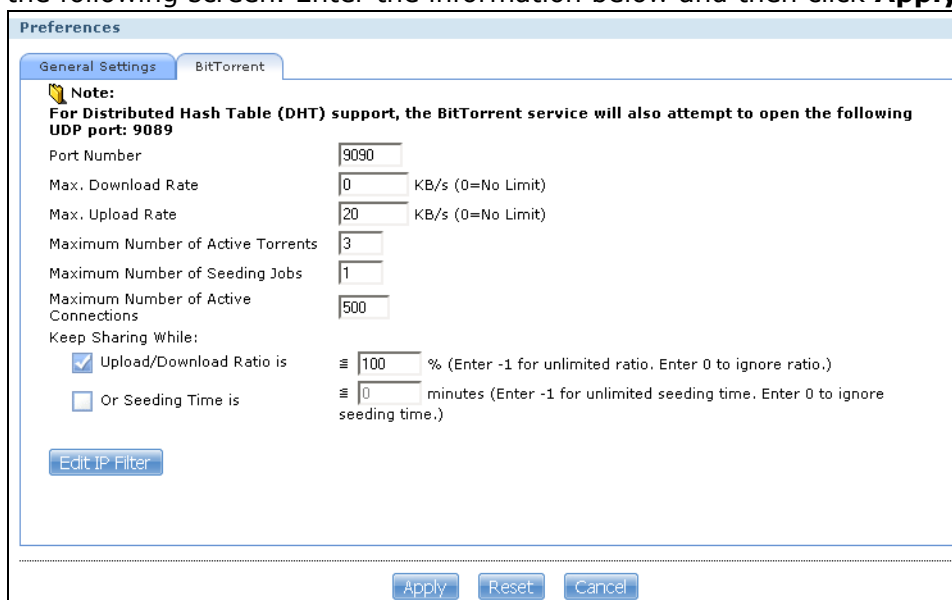 the following screen. Enter the information below and then click Apply
Preferences
General Settings BitTorrent
Note:
For Distributed Hash Table (DHT) support, the BitTorrent service will also attempt to open the following
UDP port: 9089
Port Number 9090
Max. Download Rate 0 KB/s (0=No Limit)
Max. Upload Rate 20 KB/s (0=No Limit)
Maximum Number of Active Torrents 3
Maximum Number of Seeding Jobs 1
Maximum Number of Active
Connections 500
Keep Sharing While:
Upload/Download Ratio is ≦ 100 % (Enter -1 for unlimited ratio. Enter 0 to ignore ratio.)
Or Seeding Time is ≦ 0 minutes (Enter -1 for unlimited seeding time. Enter 0 to ignore
seeding time.)
Edit IP Filter
Apply Reset Cancel